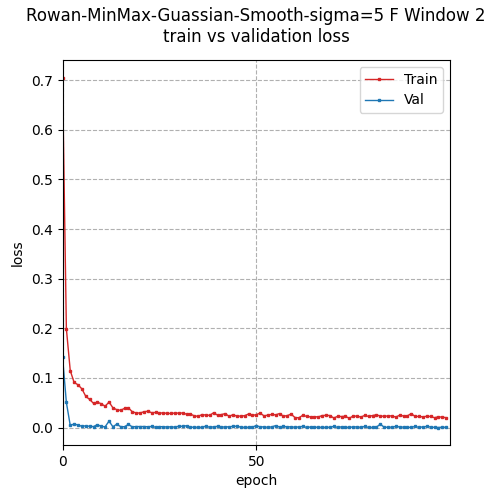 Rowan-MinMax-Guassian-Smooth-sigma=5 F Window 2
train vs validation loss
Train
Val
0.7
0.6
0.5
0.4
0.3
0.2
0.1
0.0
loss
0
50
epoch